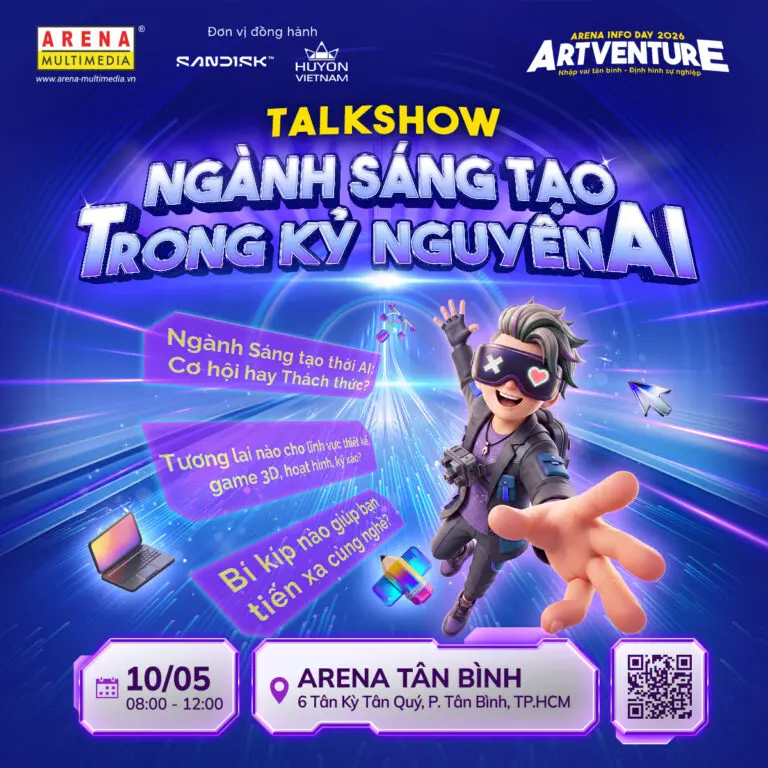 ARENA®
MULTIMEDIA
www.arena-multimedia.vn
Đơn vị đồng hành
SANDISK™
HUYON
VIETNAM
ARENA INFO DAY 2026
ARTVENTURE
Nhập vai tân binh - Định hình sự nghiệp
TALKSHOW
NGÀNH SÁNG TẠO
TRONG KỶ NGUYÊN AI
Ngành Sáng tạo thời AI:
Cơ hội hay Thách thức?
Tương lai nào cho lĩnh vực thiết kế,
game 3D, hoạt hình, kỹ xảo?
Bí kíp nào giúp bạn
tiến xa cùng nghề?
10/05
08:00 - 12:00
ARENA TÂN BÌNH
6 Tân Kỳ Tân Quý, P. Tân Bình, TP.HCM